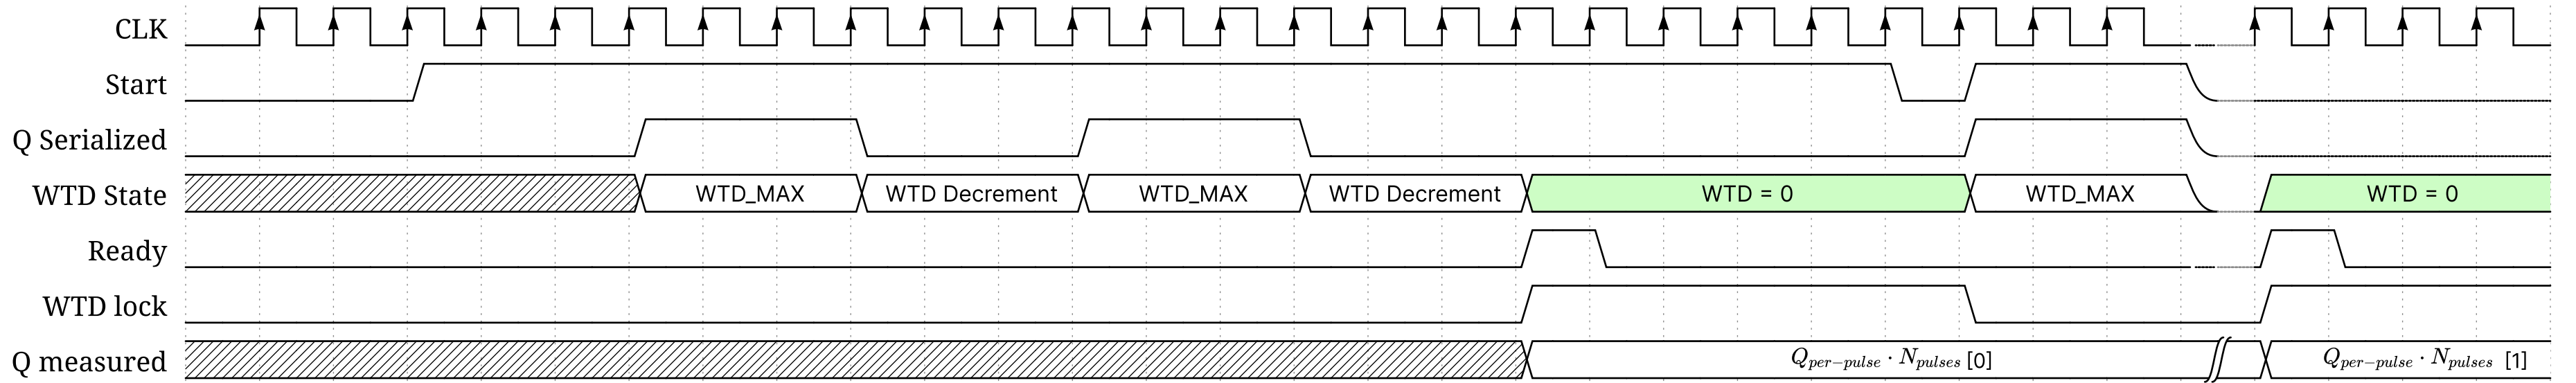 CLK
Start
Q Serialized
WTD State WTD_MAX WTD Decrement WTD_MAX WTD Decrement WTD = 0 WTD_MAX WTD = 0
Ready
WTD lock
Q measured Q_{per-pulse} · N_{pulses} [0] Q_{per-pulse} · N_{pulses} [1]